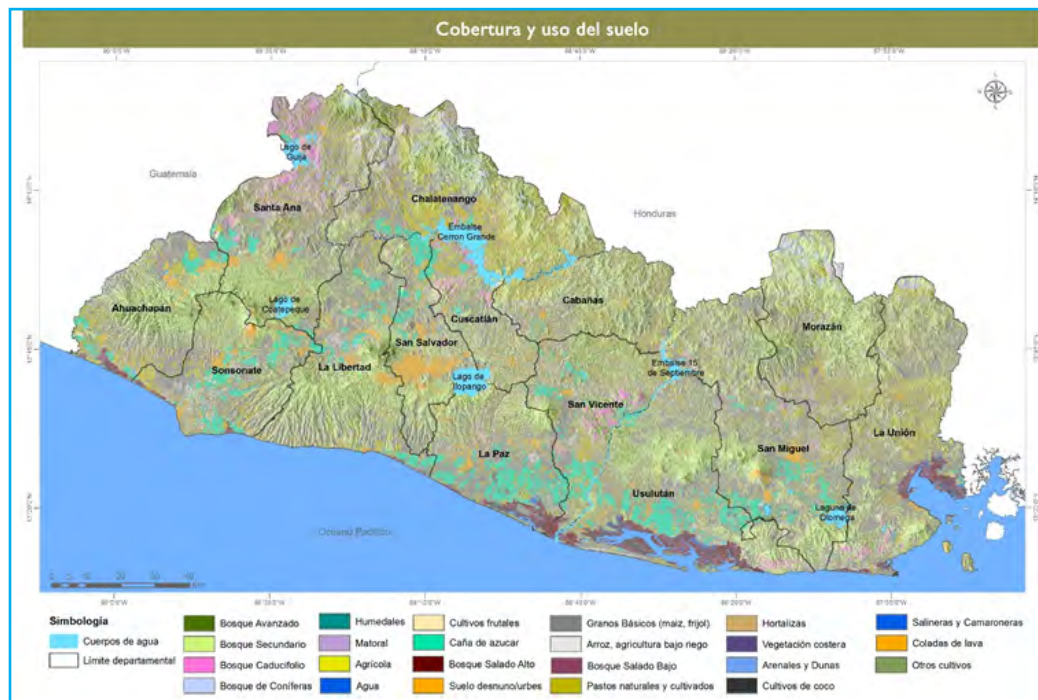 Cobertura y uso del suelo
Guatemala
Honduras
Lago de
Guija
Santa Ana
Chalatenango
Embalse
Cerron Grande
Ahuachapán
Lago de
Coatepeque
Cabañas
Cuscatlán
Morazán
San Salvador
Sonsonate
La Libertad
Lago de
Ilopango
Embalse 15
de Septiembre
San Vicente
La Unión
La Paz
San Miguel
Usulután
Laguna de
Olomega
Océano Pacífico
Simbología
Cuerpos de agua
Límite departamental
Bosque Avanzado
Bosque Secundario
Bosque Caducifolio
Bosque de Coníferas
Humedales
Matoral
Agrícola
Agua
Cultivos frutales
Caña de azucar
Bosque Salado Alto
Suelo desnuno/urbes
Granos Básicos (maiz, frijol)
Arroz, agricultura bajo riego
Bosque Salado Bajo
Pastos naturales y cultivados
Hortalizas
Vegetación costera
Arenales y Dunas
Cultivos de coco
Salineras y Camaroneras
Coladas de lava
Otros cultivos